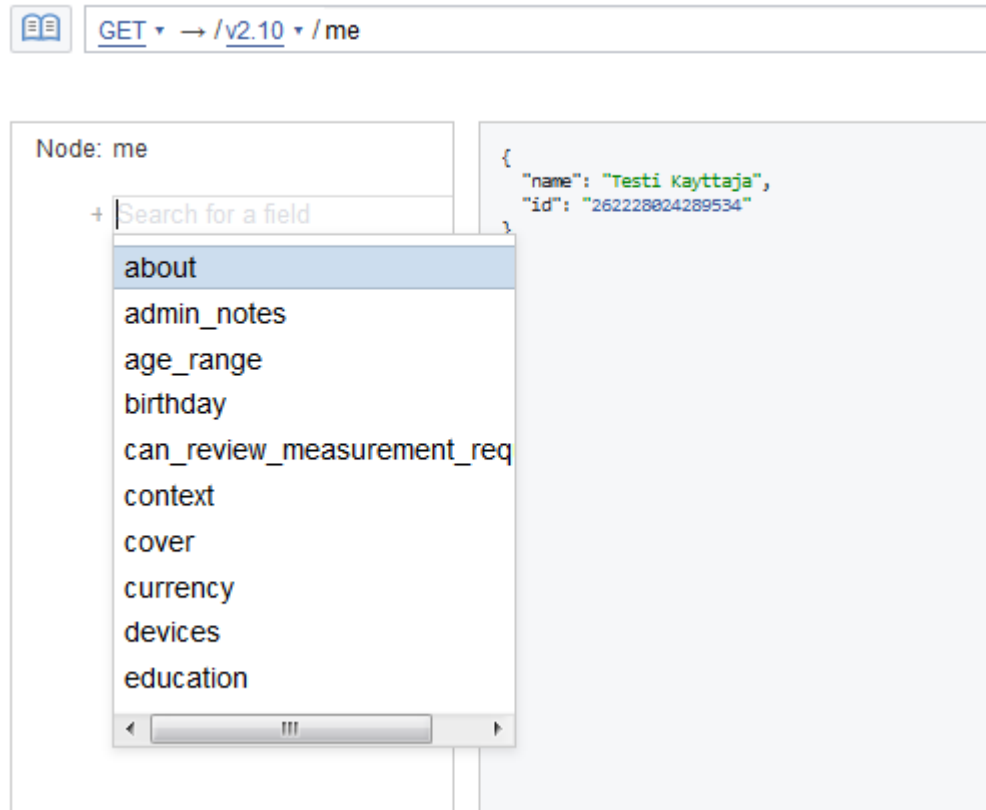 GET → / v2.10 / me
Node: me
+ Search for a field
about
admin_notes
age_range
birthday
can_review_measurement_req
context
cover
currency
devices
education
{
"name": "Testi Kayttaja",
"id": "262228024289534"
}